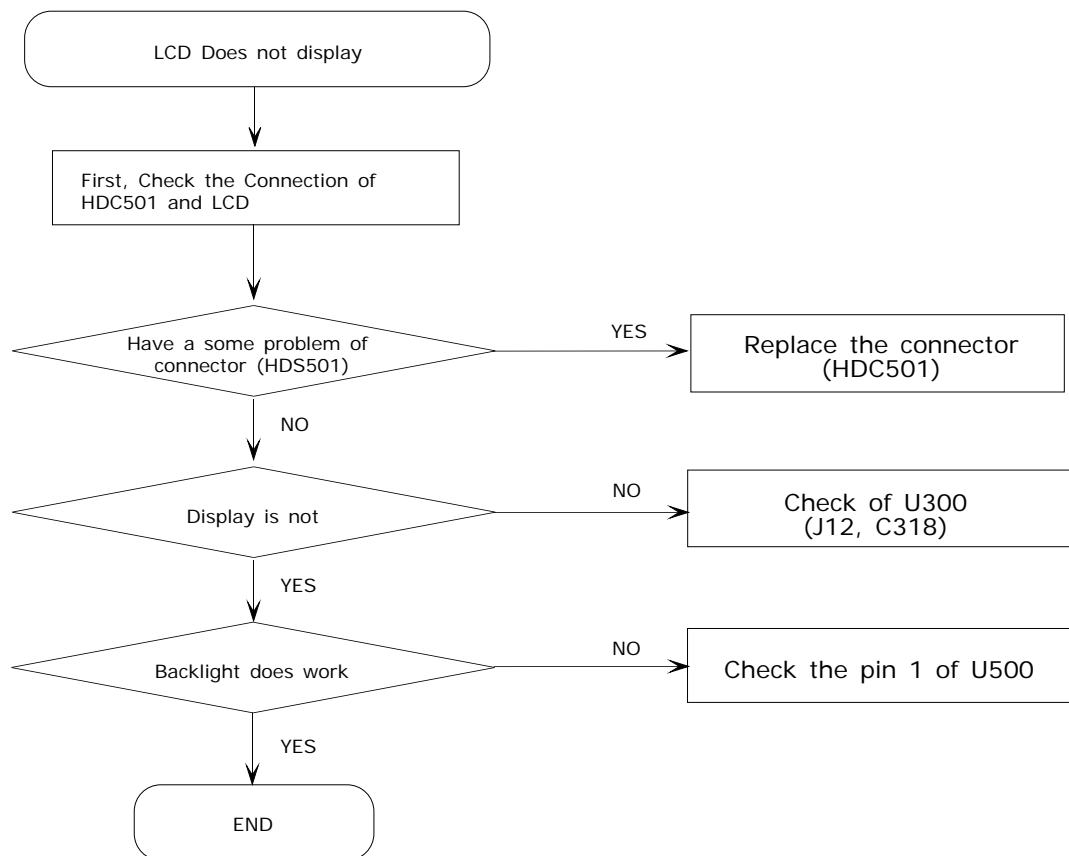 LCD Does not display
First, Check the Connection of
HDC501 and LCD
Have a some problem of
connector (HDS501)
YES
Replace the connector
(HDC501)
NO
Display is not
NO
Check of U300
(J12, C318)
YES
Backlight does work
NO
Check the pin 1 of U500
YES
END